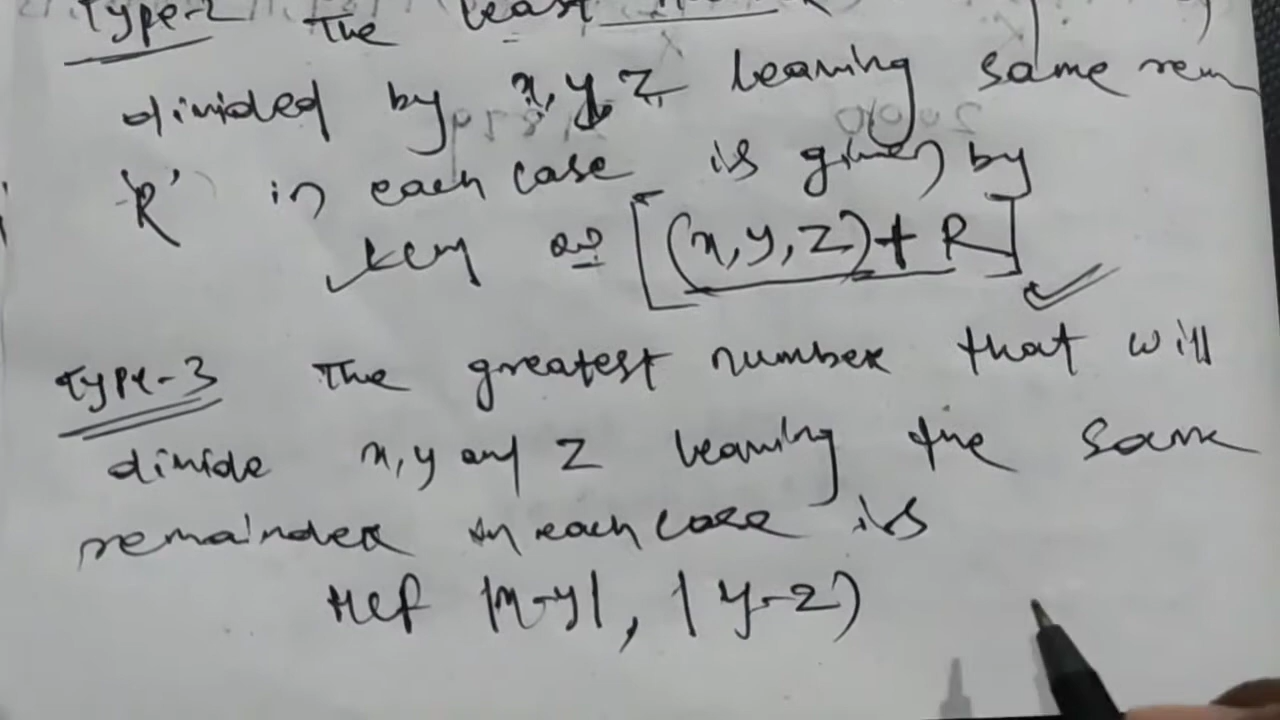 Type-2 The least
divided by x, y, z leaving same rem
'R' in each case is given by
LCM of [(x, y, z) + R]
Type-3 The greatest number that will
divide x, y and z leaving the same
remainder in each case is
HCF |x-y|, |y-z)